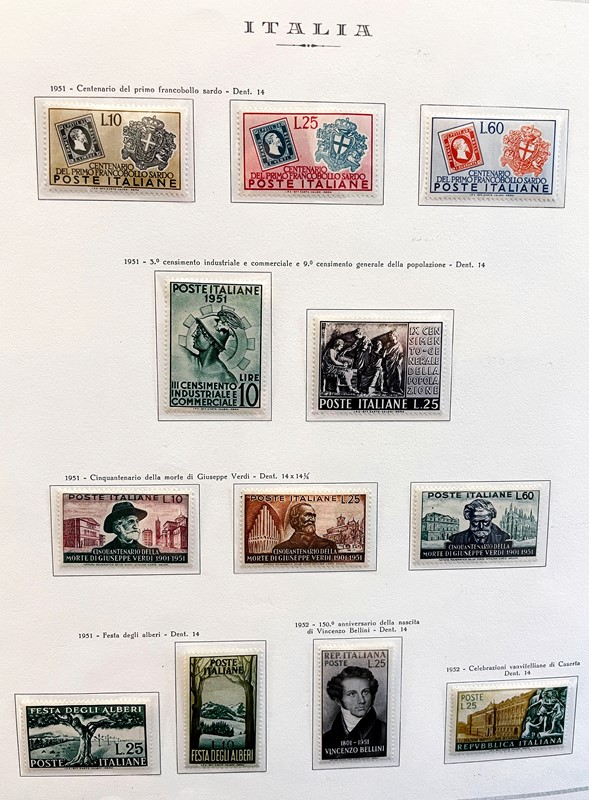 ITALIA
1951 - Centenario del primo francobollo sardo - Dent. 14
L.10
CENTENARIO
DEL PRIMO FRANCOBOLLO SARDO
POSTE ITALIANE
L.25
CENTENARIO
DEL PRIMO FRANCOBOLLO SARDO
POSTE ITALIANE
L.60
CENTENARIO
DEL PRIMO FRANCOBOLLO SARDO
POSTE ITALIANE
1951 - 3.º censimento industriale e commerciale e 9.º censimento generale della popolazione - Dent. 14
POSTE ITALIANE
1951
LIRE
III CENSIMENTO
INDUSTRIALE E
COMMERCIALE 10
IX CEN
SIMEN
TO-GE
NERALE
DELLA
POPOLA
ZIONE
POSTE ITALIANE L.25
1951 - Cinquantenario della morte di Giuseppe Verdi - Dent. 14 x 14¼
POSTE ITALIANE L.10
CINQUANTENARIO DELLA
MORTE DI GIUSEPPE VERDI 1901-1951
POSTE ITALIANE L.25
CINQUANTENARIO DELLA
MORTE DI GIUSEPPE VERDI 1901-1951
POSTE ITALIANE L.60
CINQUANTENARIO DELLA
MORTE DI GIUSEPPE VERDI 1901-1951
1951 - Festa degli alberi - Dent. 14
FESTA DEGLI ALBERI
L.25
POSTE ITALIANE
POSTE
ITALIANE
L.10
FESTA DEGLI ALBERI
1952 - 150.º anniversario della nascita
di Vincenzo Bellini - Dent. 14
REP. ITALIANA
POSTE L.25
1801-1951
VINCENZO BELLINI
1952 - Celebrazioni vanvitelliane di Caserta
Dent. 14
POSTE
L.25
REPVBBLICA ITALIANA